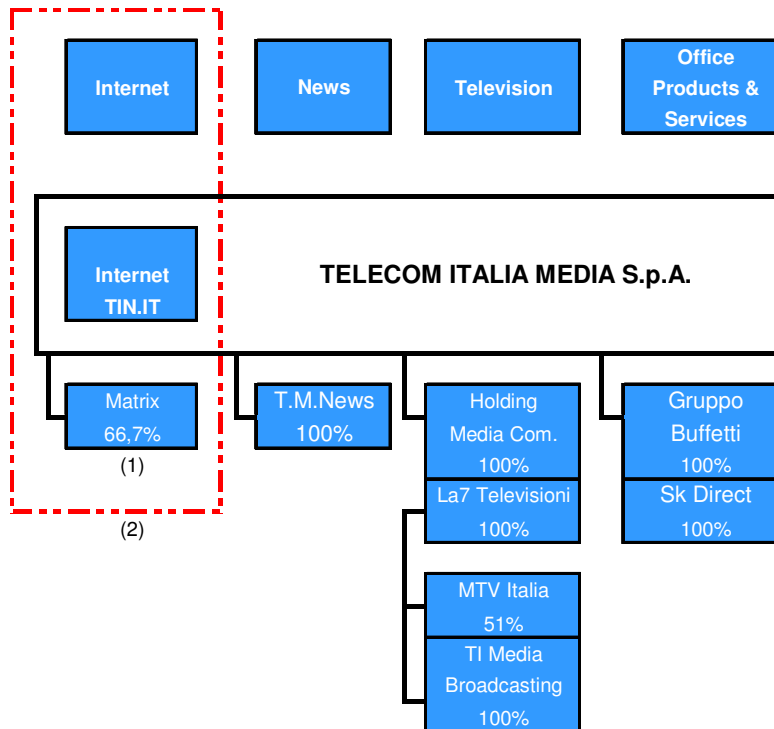 Internet
News
Television
Office
Products &
Services
Internet
TIN.IT
TELECOM ITALIA MEDIA S.p.A.
Matrix
66,7%
(1)
(2)
T.M.News
100%
Holding
Media Com.
100%
La7 Televisioni
100%
MTV Italia
51%
TI Media
Broadcasting
100%
Gruppo
Buffetti
100%
Sk Direct
100%